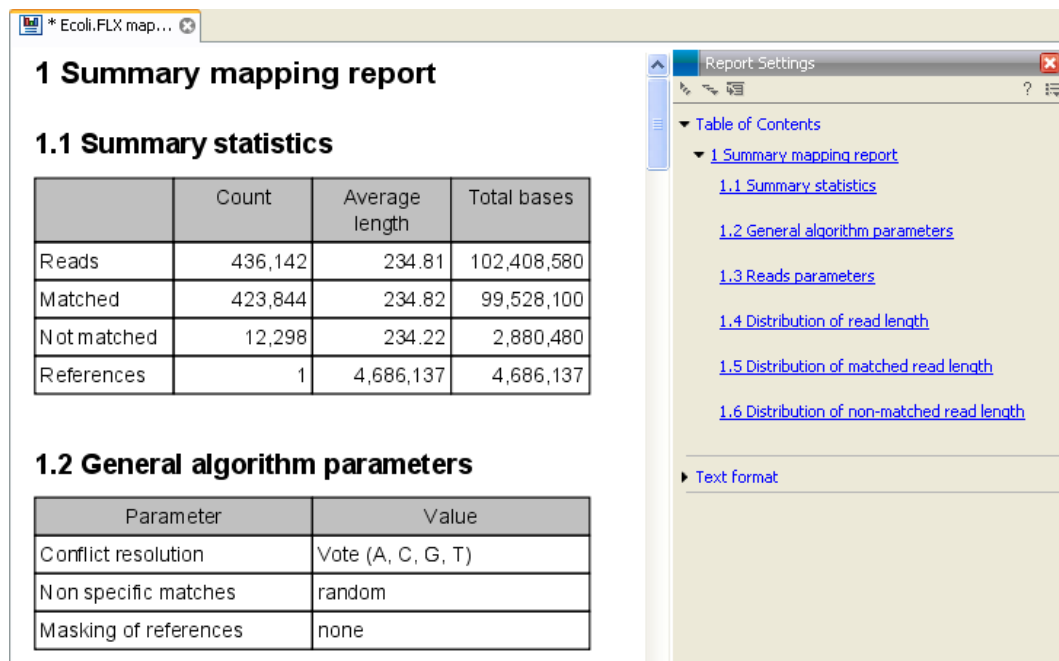 * Ecoli.FLX map...
1 Summary mapping report
1.1 Summary statistics
Count Average length Total bases
Reads 436,142 234.81 102,408,580
Matched 423,844 234.82 99,528,100
Not matched 12,298 234.22 2,880,480
References 1 4,686,137 4,686,137
1.2 General algorithm parameters
Parameter Value
Conflict resolution Vote (A, C, G, T)
Non specific matches random
Masking of references none
Report Settings
?
Table of Contents
1 Summary mapping report
1.1 Summary statistics
1.2 General algorithm parameters
1.3 Reads parameters
1.4 Distribution of read length
1.5 Distribution of matched read length
1.6 Distribution of non-matched read length
Text format